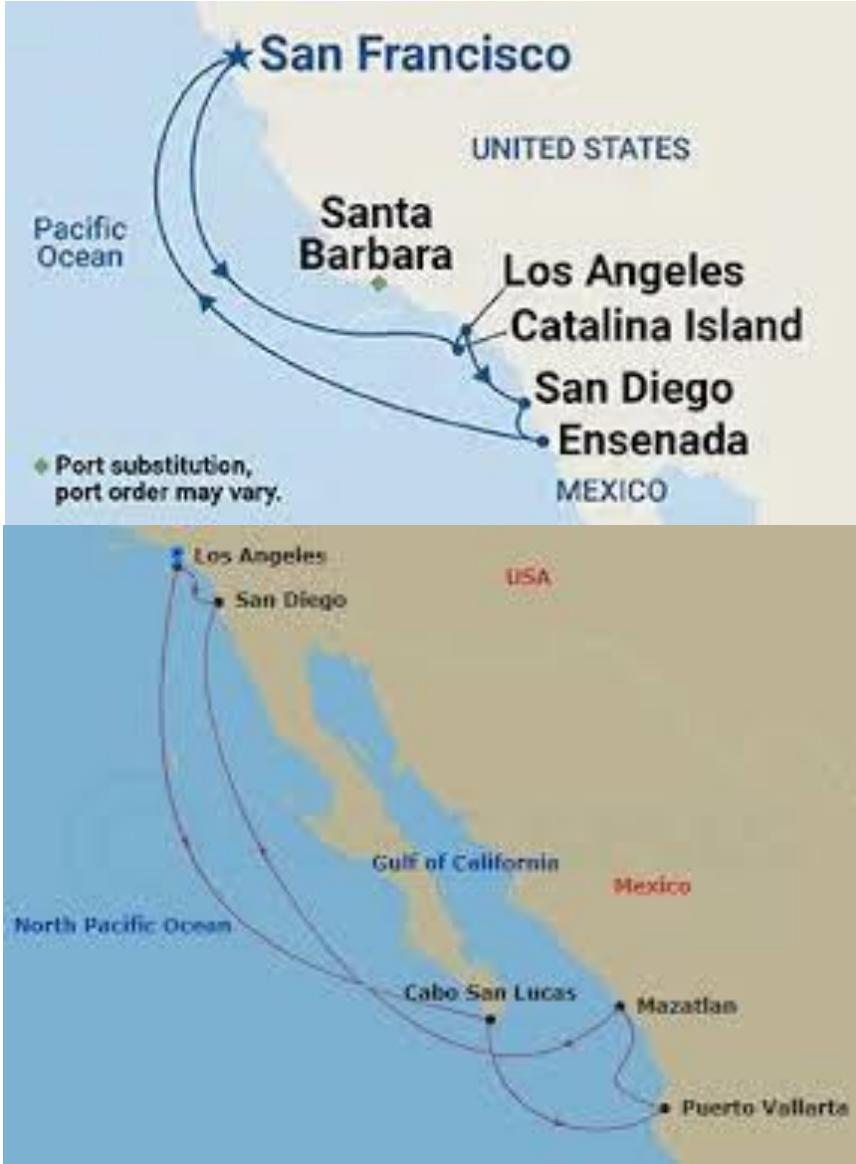 San Francisco
UNITED STATES
Pacific
Ocean
Santa
Barbara
Los Angeles
Catalina Island
San Diego
Ensenada
Port substitution,
port order may vary.
MEXICO
Los Angeles
USA
San Diego
Gulf of California
Mexico
North Pacific Ocean
Cabo San Lucas
Mazatlan
Puerto Vallarta